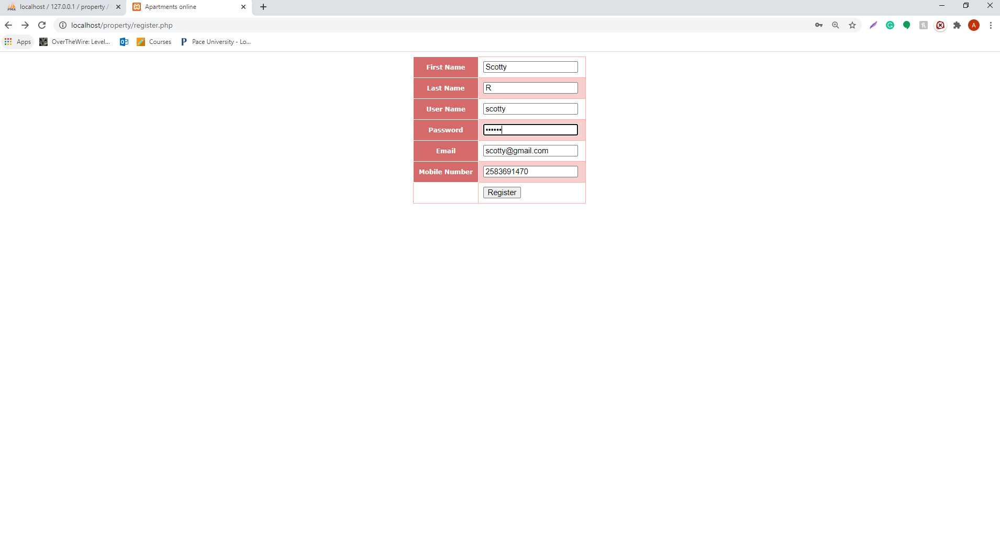 PMA localhost / 127.0.0.1 / property / Apartments online
localhost/property/register.php A
Apps OverTheWire: Level... Courses P Pace University - Lo...
First Name Scotty
Last Name R
User Name scotty
Password ••••••
Email scotty@gmail.com
Mobile Number 2583691470
Register